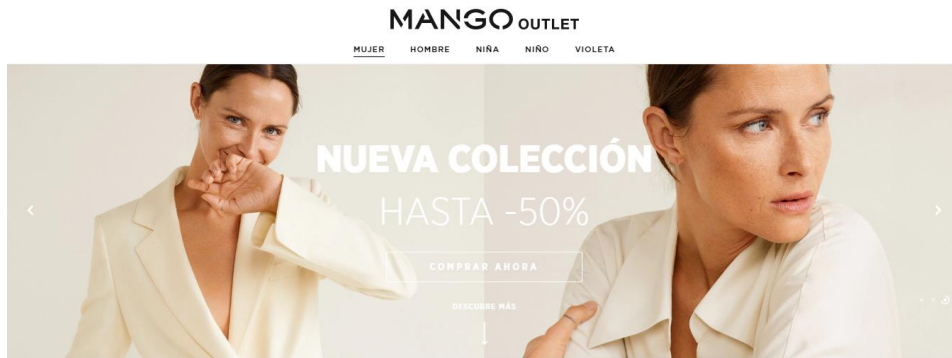 MANGO OUTLET
MUJER HOMBRE NIÑA NIÑO VIOLETA
NUEVA COLECCIÓN
HASTA -50%
COMPRAR AHORA
DESCUBRE MÁS